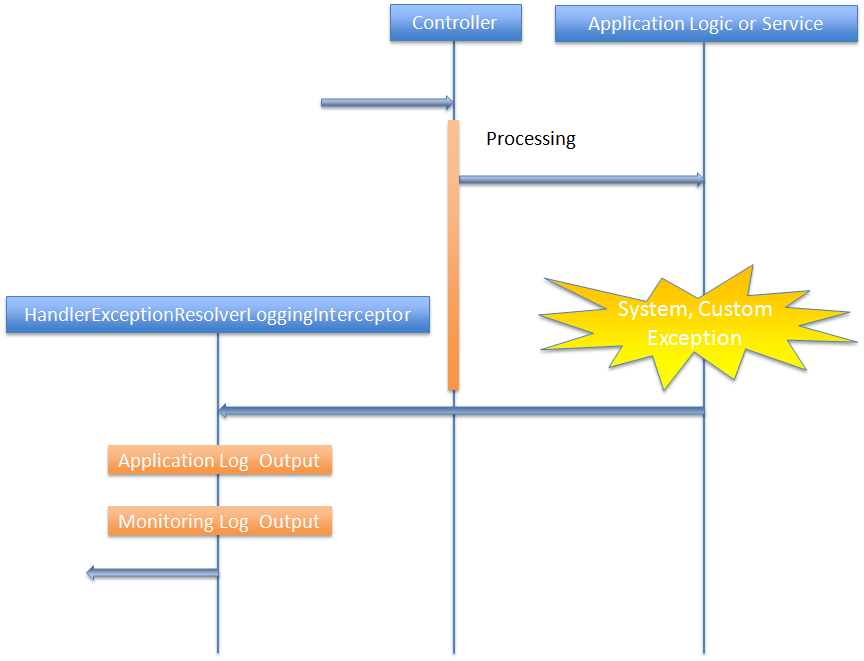 Controller
Application Logic or Service
Processing
System, Custom
Exception
HandlerExceptionResolverLoggingInterceptor
Application Log  Output
Monitoring Log  Output